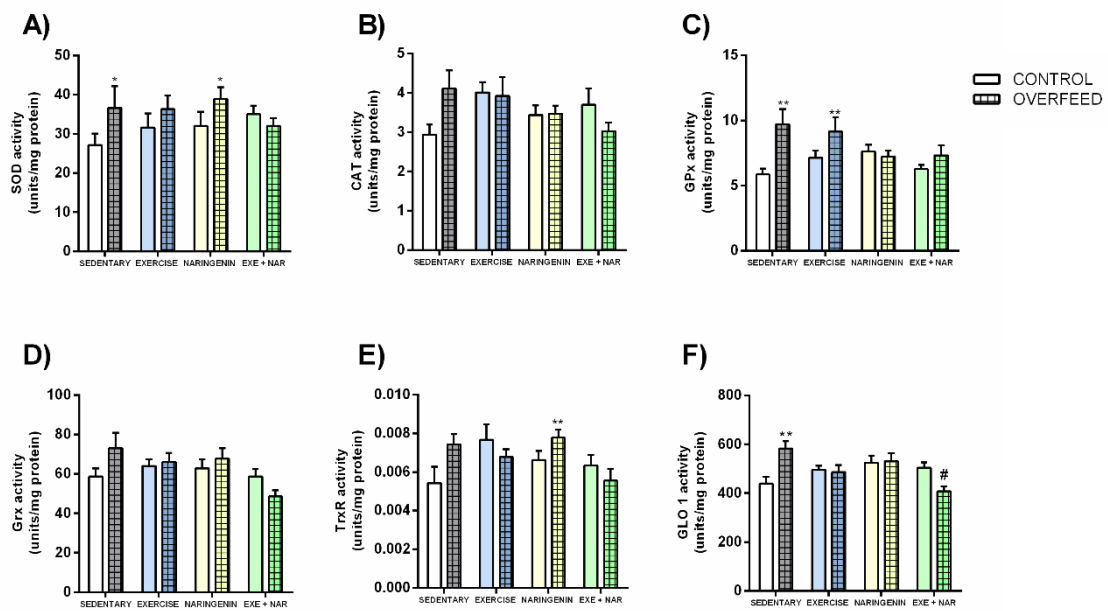 A)
B)
C)
CONTROL
OVERFEED
SOD activity
(units/mg protein)
50
40
30
20
10
0
*
*
SEDENTARY EXERCISE NARINGENIN EXE + NAR
CAT activity
(units/mg protein)
5
4
3
2
1
0
SEDENTARY EXERCISE NARINGENIN EXE + NAR
GPx activity
(units/mg protein)
15
10
5
0
**
**
SEDENTARY EXERCISE NARINGENIN EXE + NAR
D)
E)
F)
Grx activity
(units/mg protein)
100
80
60
40
20
0
SEDENTARY EXERCISE NARINGENIN EXE + NAR
TrxR activity
(units/mg protein)
0.010
0.008
0.006
0.004
0.002
0.000
**
SEDENTARY EXERCISE NARINGENIN EXE + NAR
GLO 1 activity
(units/mg protein)
800
600
400
200
0
**
#
SEDENTARY EXERCISE NARINGENIN EXE + NAR